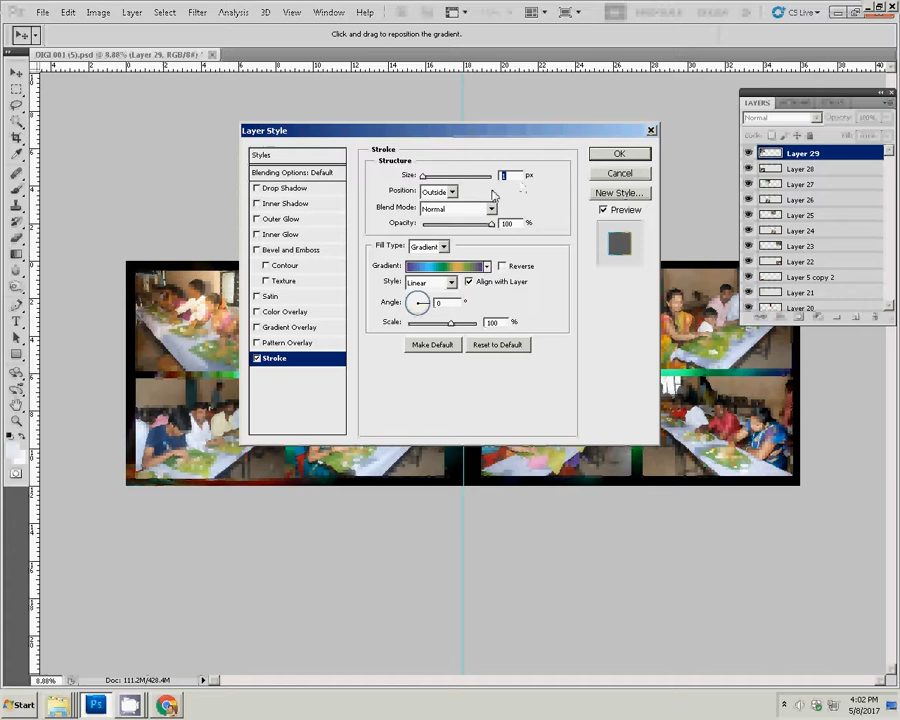 File Edit Image Layer Select Filter Analysis 3D View Window Help CS Live
Click and drag to reposition the gradient.
DIGI 001 (5).psd @ 8.88% (Layer 29, RGB/8#) *
Layer Style
Styles
Blending Options: Default
Drop Shadow
Inner Shadow
Outer Glow
Inner Glow
Bevel and Emboss
Contour
Texture
Satin
Color Overlay
Gradient Overlay
Pattern Overlay
Stroke
Stroke
Structure
Size: px
Position: Outside
Blend Mode: Normal
Opacity: 100 %
Fill Type: Gradient
Gradient: Reverse
Style: Linear Align with Layer
Angle: 0 °
Scale: 100 %
Make Default Reset to Default
OK
Cancel
New Style...
Preview
LAYERS
Normal Opacity: 100%
Lock: Fill: 100%
Layer 29
Layer 28
Layer 27
Layer 26
Layer 25
Layer 24
Layer 23
Layer 22
Layer 5 copy 2
Layer 21
Layer 20
8.88% Doc: 111.2M/428.4M
Start
4:02 PM
5/8/2017